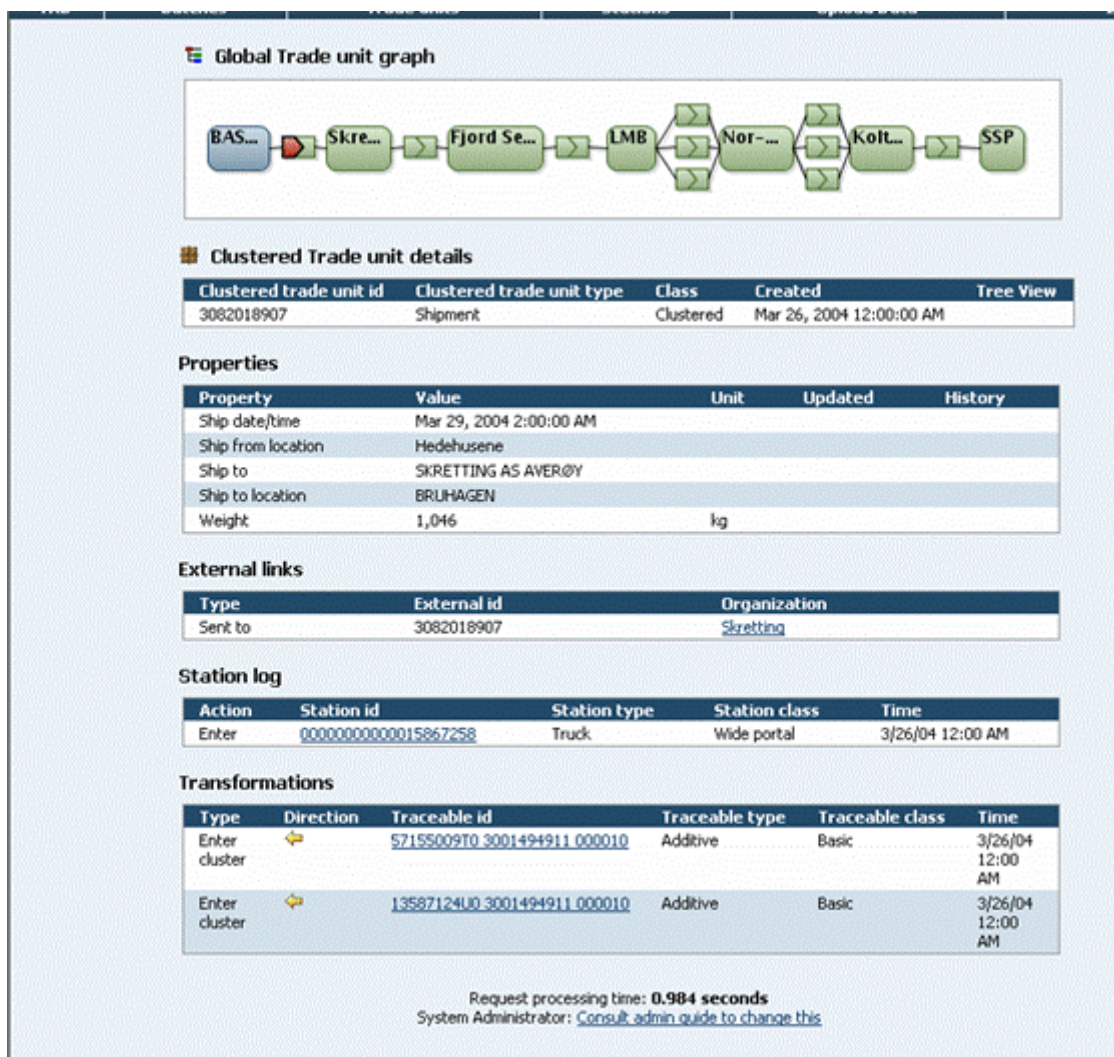 Global Trade unit graph
BAS... Skre... Fjord Se... LMB Nor-... Kolt... SSP
Clustered Trade unit details
Clustered trade unit id Clustered trade unit type Class Created Tree View
3082018907 Shipment Clustered Mar 26, 2004 12:00:00 AM
Properties
Property Value Unit Updated History
Ship date/time Mar 29, 2004 2:00:00 AM
Ship from location Hedehusene
Ship to SKRETTING AS AVERØY
Ship to location BRUHAGEN
Weight 1,046 kg
External links
Type External id Organization
Sent to 3082018907 Skretting
Station log
Action Station id Station type Station class Time
Enter 00000000000015867258 Truck Wide portal 3/26/04 12:00 AM
Transformations
Type Direction Traceable id Traceable type Traceable class Time
Enter 57155009T0 3001494911 000010 Additive Basic 3/26/04
cluster 12:00
AM
Enter 13587124U0 3001494911 000010 Additive Basic 3/26/04
cluster 12:00
AM
Request processing time: 0.984 seconds
System Administrator: Consult admin guide to change this